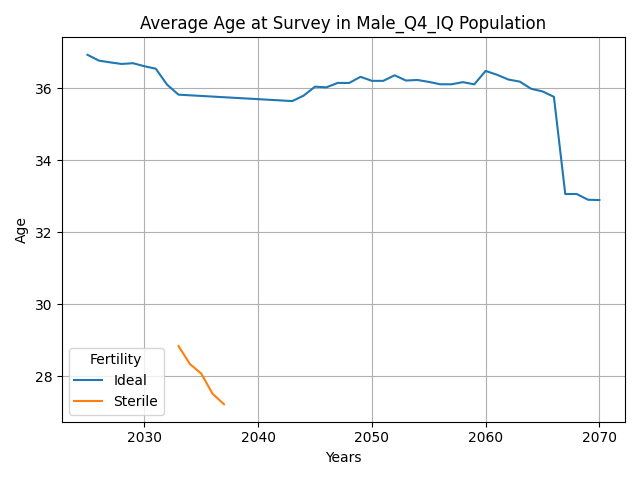 Average Age at Survey in Male_Q4_IQ Population
Age
36
34
32
30
28
Fertility
Ideal
Sterile
2030
2040
2050
2060
2070
Years